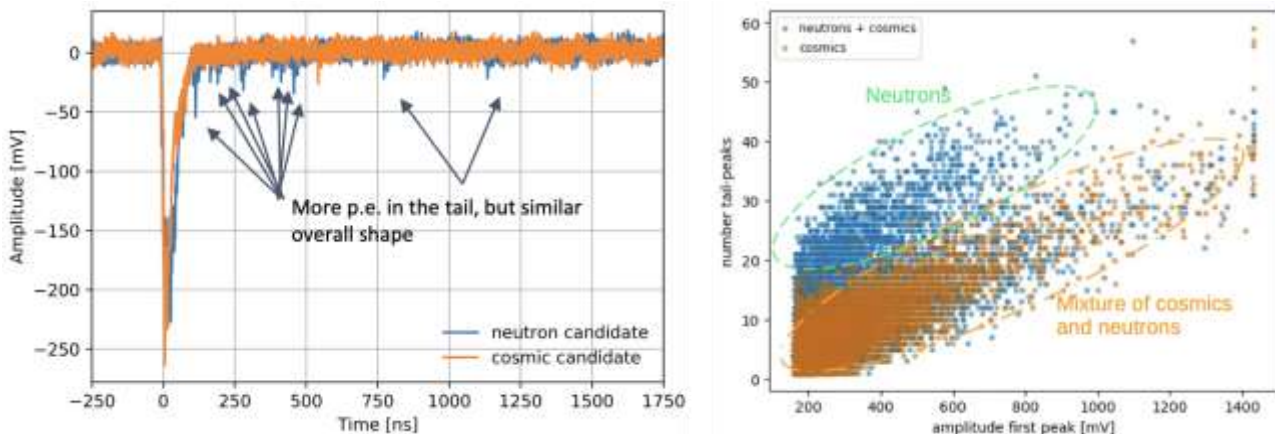 0
−50
−100
−150
−200
−250
Amplitude [mV]
More p.e. in the tail, but similar
overall shape
neutron candidate
cosmic candidate
−250 0 250 500 750 1000 1250 1500 1750
Time [ns]
60
50
40
30
20
10
0
number tail-peaks
neutrons + cosmics
cosmics
Neutrons
Mixture of cosmics
and neutrons
200 400 600 800 1000 1200 1400
amplitude first peak [mV]